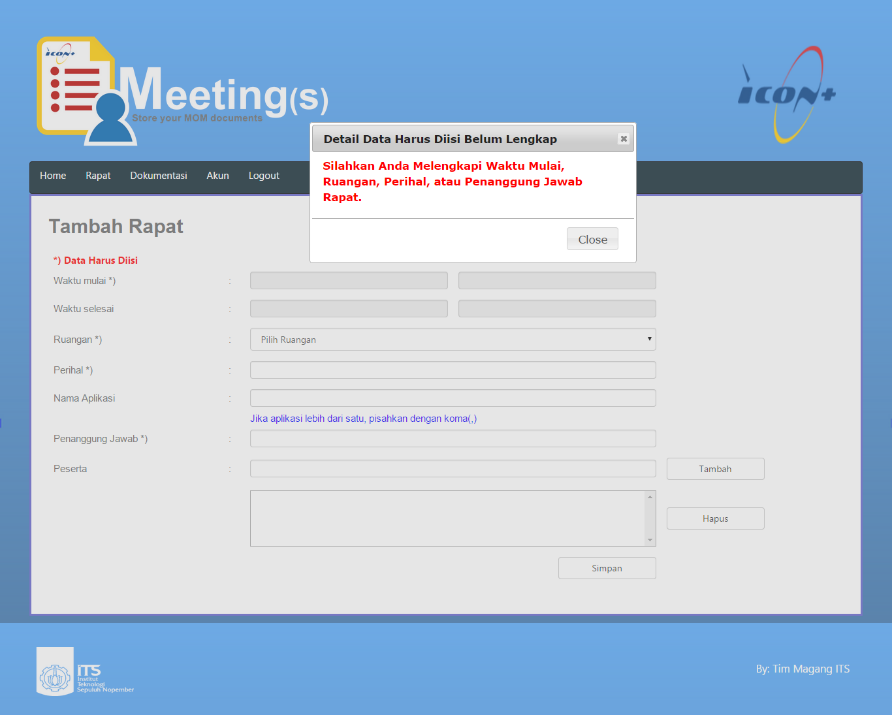 icon+
Meeting(s)
Store your MOM documents
icon+
Detail Data Harus Diisi Belum Lengkap
Silahkan Anda Melengkapi Waktu Mulai,
Ruangan, Perihal, atau Penanggung Jawab
Rapat.
Close
Home Rapat Dokumentasi Akun Logout
Tambah Rapat
*) Data Harus Diisi
Waktu mulai *) :
Waktu selesai :
Ruangan *) : Pilih Ruangan
Perihal *) :
Nama Aplikasi :
Jika aplikasi lebih dari satu, pisahkan dengan koma(,)
Penanggung Jawab *) :
Peserta : Tambah
Hapus
Simpan
iTS
Institut
Teknologi
Sepuluh Nopember
By: Tim Magang ITS